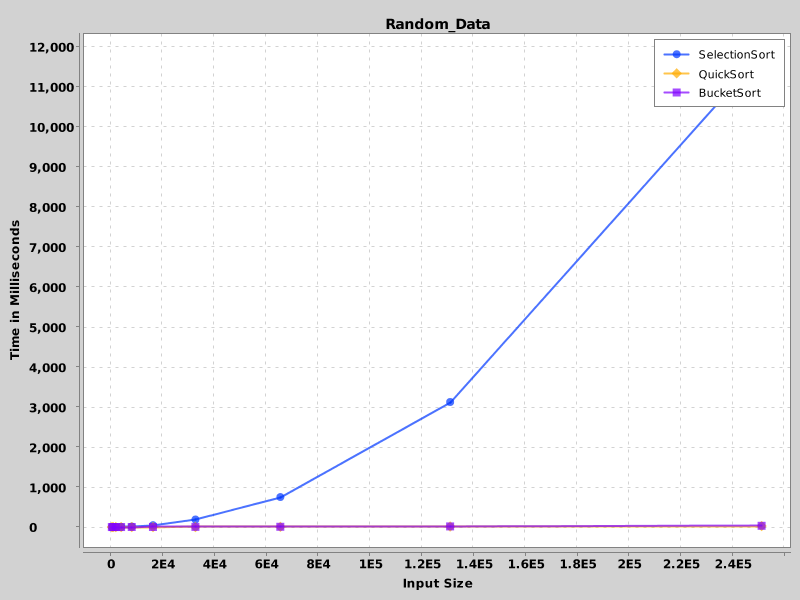 Random_Data
12,000
11,000
10,000
9,000
8,000
7,000
6,000
5,000
4,000
3,000
2,000
1,000
0
Time in Milliseconds
SelectionSort
QuickSort
BucketSort
0 2E4 4E4 6E4 8E4 1E5 1.2E5 1.4E5 1.6E5 1.8E5 2E5 2.2E5 2.4E5
Input Size